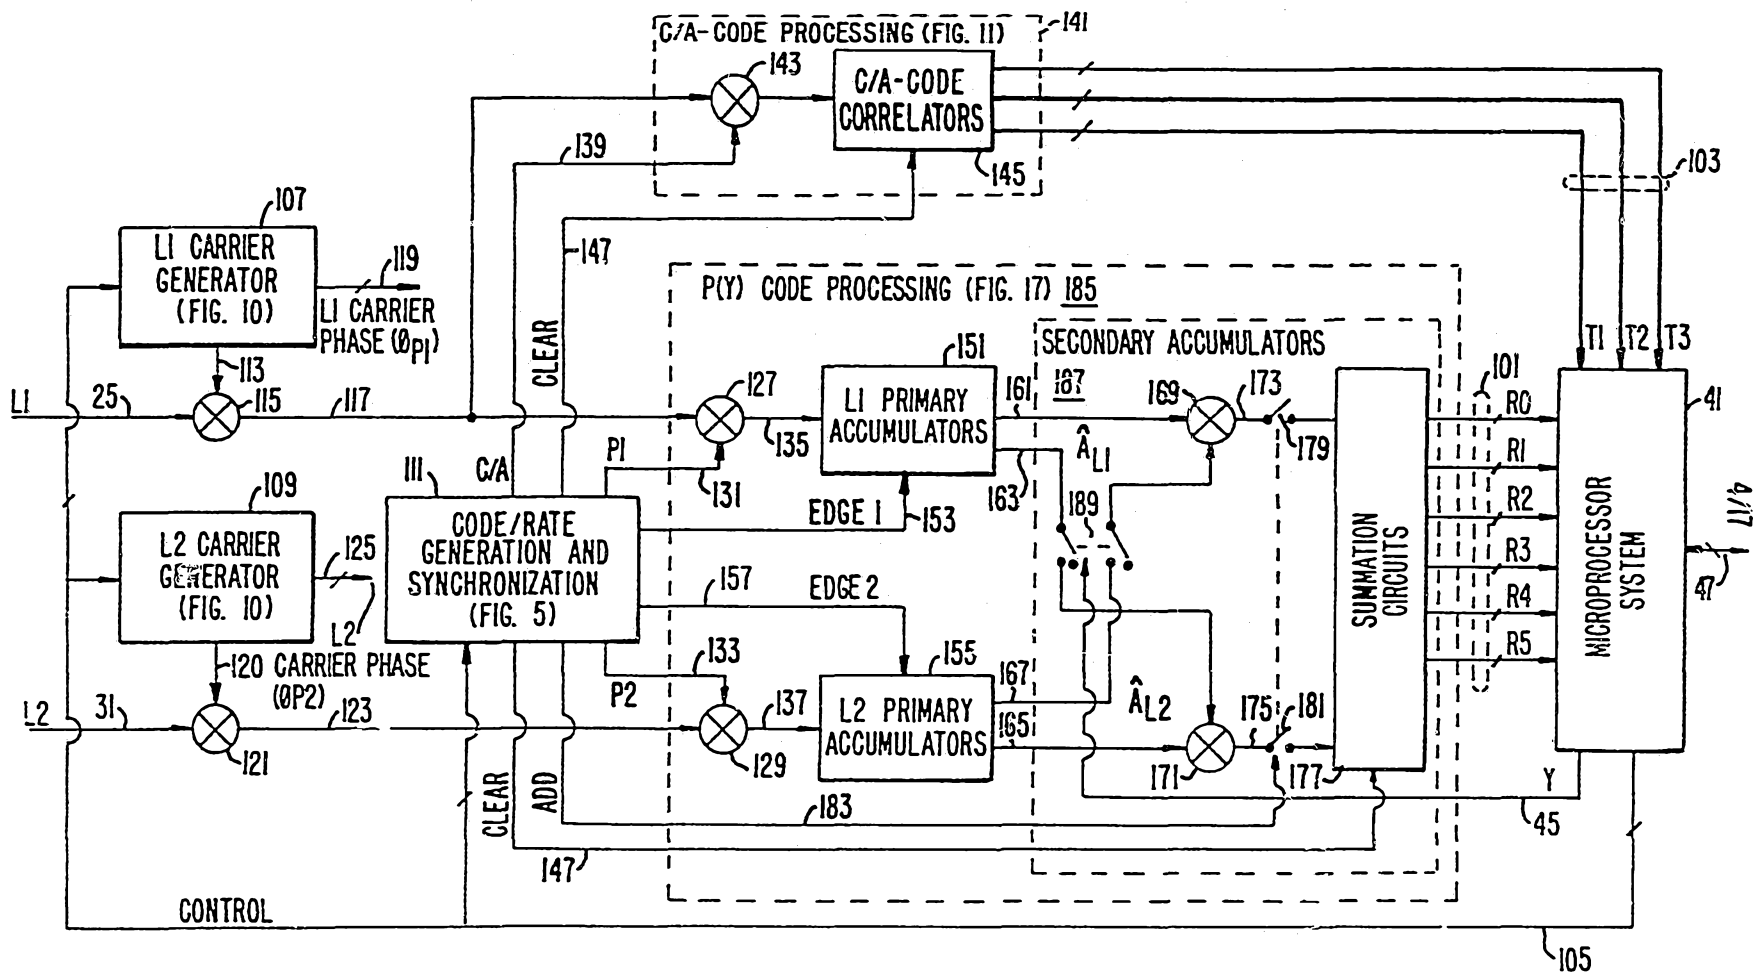 C/A-CODE PROCESSING (FIG. 11)
141
143
C/A-CODE
CORRELATORS
139
145
103
107
L1 CARRIER
GENERATOR
(FIG. 10)
119
L1 CARRIER
PHASE (ØP1)
147
CLEAR
P(Y) CODE PROCESSING (FIG. 17) 185
SECONDARY ACCUMULATORS
187
T1
T2
T3
113
L1
25
115
117
127
135
151
L1 PRIMARY
ACCUMULATORS
161
163
ÂL1
169
173
179
101
R0
R1
R2
R3
R4
R5
41
C/A
P1
131
EDGE 1
153
189
109
L2 CARRIER
GENERATOR
(FIG. 10)
125
L2
CARRIER PHASE
(ØP2)
120
111
CODE/RATE
GENERATION AND
SYNCHRONIZATION
(FIG. 5)
157
EDGE 2
SUMMATION
CIRCUITS
MICROPROCESSOR
SYSTEM
4/17
47
L2
31
121
123
P2
133
129
137
155
L2 PRIMARY
ACCUMULATORS
167
165
ÂL2
171
175
181
177
Y
45
CLEAR
ADD
183
147
CONTROL
105